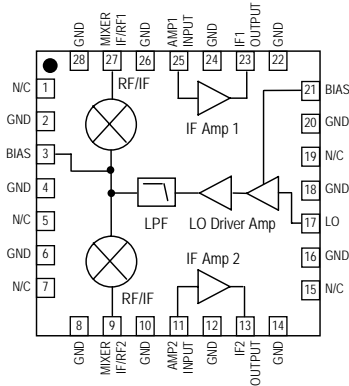 GND
MIXER
IF/RF1
GND
AMP1
INPUT
GND
IF1
OUTPUT
GND
28
27
26
25
24
23
22
N/C
1
GND
2
BIAS
3
GND
4
N/C
5
GND
6
N/C
7
RF/IF
IF Amp 1
LPF
LO Driver Amp
IF Amp 2
RF/IF
21
BIAS
20
GND
19
N/C
18
GND
17
LO
16
GND
15
N/C
8
9
10
11
12
13
14
GND
MIXER
IF/RF2
GND
AMP2
INPUT
GND
IF2
OUTPUT
GND